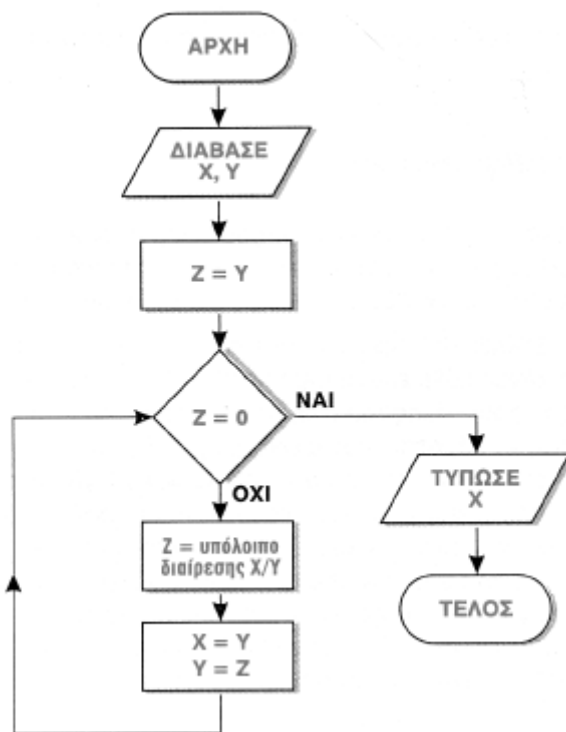 ΑΡΧΗ
ΔΙΑΒΑΣΕ
Χ, Υ
Ζ = Υ
Ζ = 0
ΝΑΙ
ΟΧΙ
ΤΥΠΩΣΕ
Χ
Ζ = υπόλοιπο
διαίρεσης Χ/Υ
ΤΕΛΟΣ
Χ = Υ
Υ = Ζ